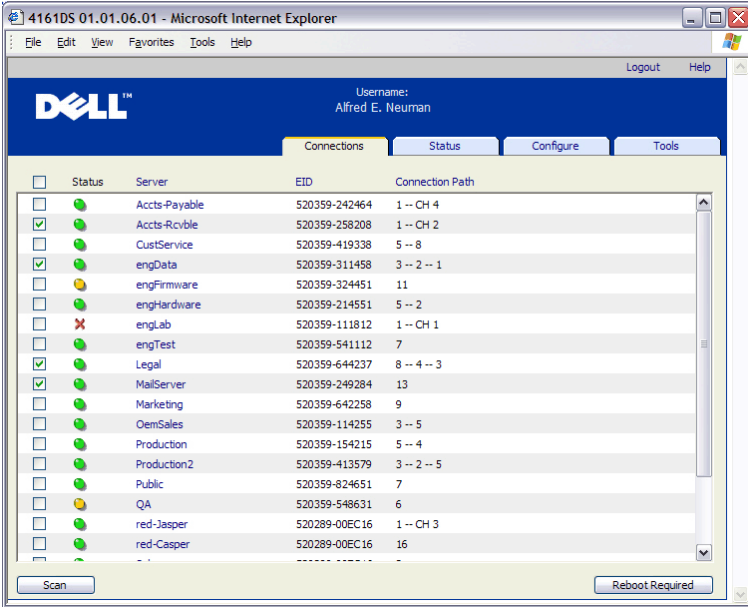 4161DS 01.01.06.01 - Microsoft Internet Explorer
File Edit View Favorites Tools Help
Logout Help
DELL™
Username:
Alfred E. Neuman
Connections Status Configure Tools
Status Server EID Connection Path
Accts-Payable 520359-242464 1 -- CH 4
Accts-Rcvble 520359-258208 1 -- CH 2
CustService 520359-419338 5 -- 8
engData 520359-311458 3 -- 2 -- 1
engFirmware 520359-324451 11
engHardware 520359-214551 5 -- 2
engLab 520359-111812 1 -- CH 1
engTest 520359-541112 7
Legal 520359-644237 8 -- 4 -- 3
MailServer 520359-249284 13
Marketing 520359-642258 9
OemSales 520359-114255 3 -- 5
Production 520359-154215 5 -- 4
Production2 520359-413579 3 -- 2 -- 5
Public 520359-824651 7
QA 520359-548631 6
red-Jasper 520289-00EC16 1 -- CH 3
red-Casper 520289-00EC16 16
Scan Reboot Required